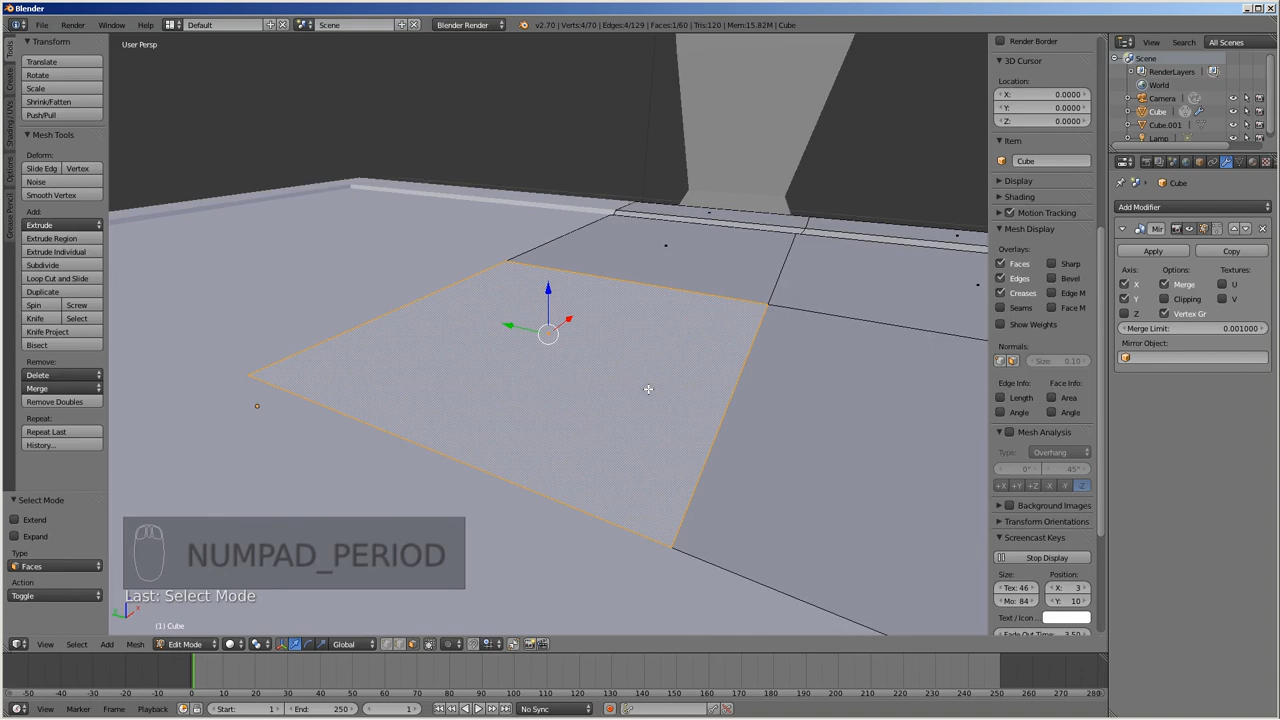 Blender
File Render Window Help Default Scene Blender Render v2.70 | Verts:4/70 | Edges:4/129 | Faces:1/60 | Tris:120 | Mem:15.82M | Cube
Transform
Translate
Rotate
Scale
Shrink/Fatten
Push/Pull
Mesh Tools
Deform:
Slide Edg Vertex
Noise
Smooth Vertex
Add:
Extrude
Extrude Region
Extrude Individual
Subdivide
Loop Cut and Slide
Duplicate
Spin Screw
Knife Select
Knife Project
Bisect
Remove:
Delete
Merge
Remove Doubles
Repeat:
Repeat Last
History...
Tools
Create
Shading / UVs
Options
Grease Pencil
Select Mode
Extend
Expand
Type
Faces
Action
Toggle
User Persp
NUMPAD_PERIOD
Last: Select Mode
(1) Cube
View Select Add Mesh Edit Mode Global
Render Border
3D Cursor
Location:
X: 0.0000
Y: 0.0000
Z: 0.0000
Item
Cube
Display
Shading
Motion Tracking
Mesh Display
Overlays:
Faces Sharp
Edges Bevel
Creases Edge M
Seams Face M
Show Weights
Normals:
Size: 0.10
Edge Info: Face Info:
Length Area
Angle Angle
Mesh Analysis
Type: Overhang
0° 45°
+X +Y +Z -X -Y -Z
Background Images
Transform Orientations
Screencast Keys
Stop Display
Size: Position:
Tex: 46 X: 3
Mo: 84 Y: 10
Text / Icon
View Search All Scenes
Scene
RenderLayers
World
Camera
Cube
Cube.001
Lamp
Cube
Add Modifier
Mir
Apply Copy
Axis: Options: Textures:
X Merge U
Y Clipping V
Z Vertex Gr
Merge Limit: 0.001000
Mirror Object:
-50 -40 -30 -20 -10 0 10 20 30 40 50 60 70 80 90 100 110 120 130 140 150 160 170 180 190 200 210 220 230 240 250 260 270 280
View Marker Frame Playback Start: 1 End: 250 1 No Sync